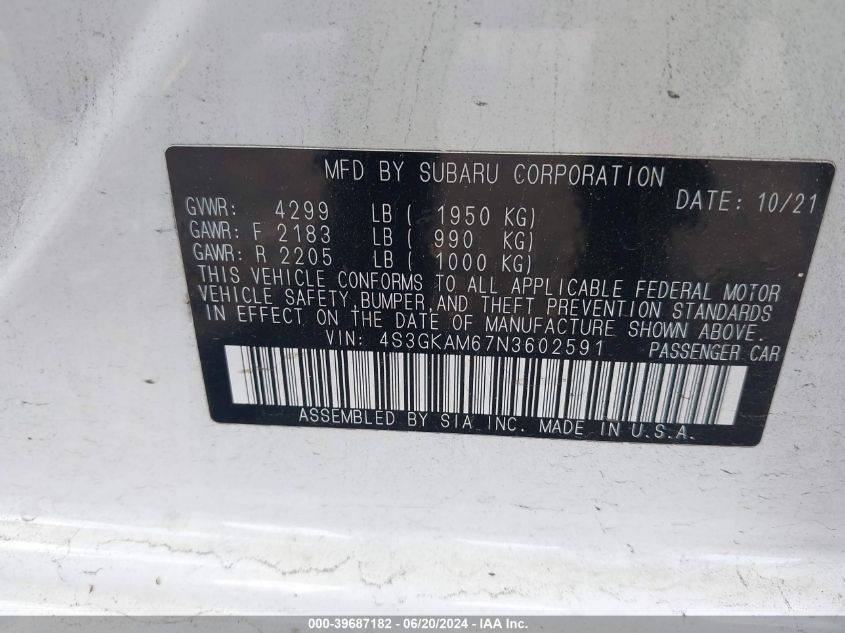 MFD BY SUBARU CORPORATION
DATE: 10/21
GVWR: 4299 LB ( 1950 KG)
GAWR: F 2183 LB ( 990 KG)
GAWR: R 2205 LB ( 1000 KG)
THIS VEHICLE CONFORMS TO ALL APPLICABLE FEDERAL MOTOR
VEHICLE SAFETY,BUMPER,AND THEFT PREVENTION STANDARDS
IN EFFECT ON THE DATE OF MANUFACTURE SHOWN ABOVE.
VIN: 4S3GKAM67N3602591 PASSENGER CAR
ASSEMBLED BY SIA INC. MADE IN U.S.A.
000-39687182 - 06/20/2024 - IAA Inc.